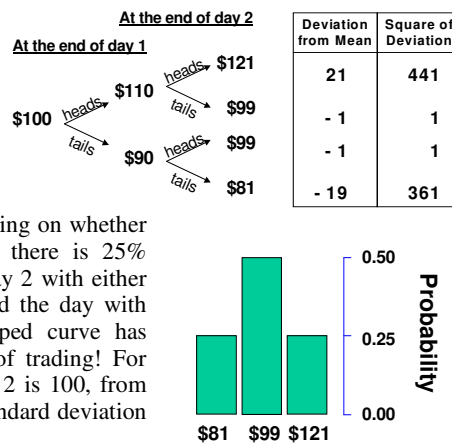 At the end of day 2
At the end of day 1
$100
heads
tails
$110
$90
heads
tails
heads
tails
$121
$99
$99
$81
Deviation from Mean
Square of Deviation
21 441
- 1 1
- 1 1
- 19 361
ing on whether
there is 25%
y 2 with either
d the day with
ped curve has
of trading! For
2 is 100, from
ndard deviation
0.50
0.25
0.00
Probability
$81 $99 $121